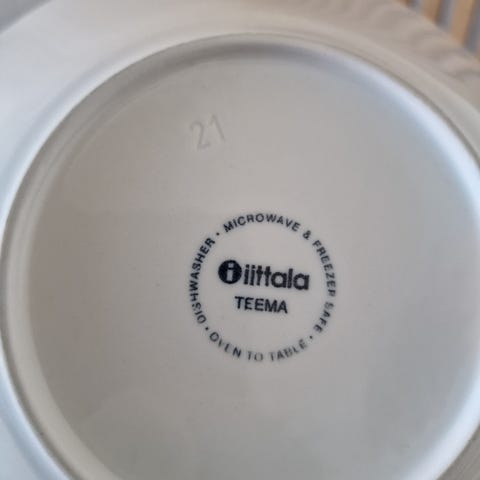 21
DISHWASHER · MICROWAVE & FREEZER SAFE · OVEN TO TABLE ·
iittala
TEEMA